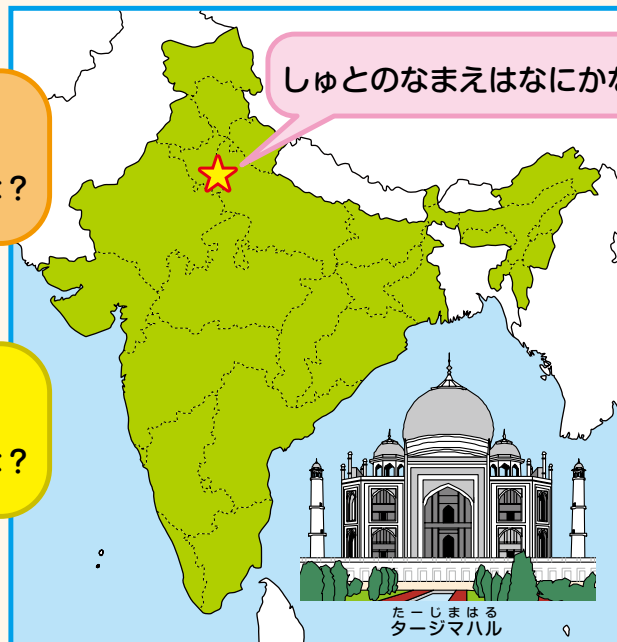 しゅとのなまえはなにかな
?
?
たーじまはる
タージマハル